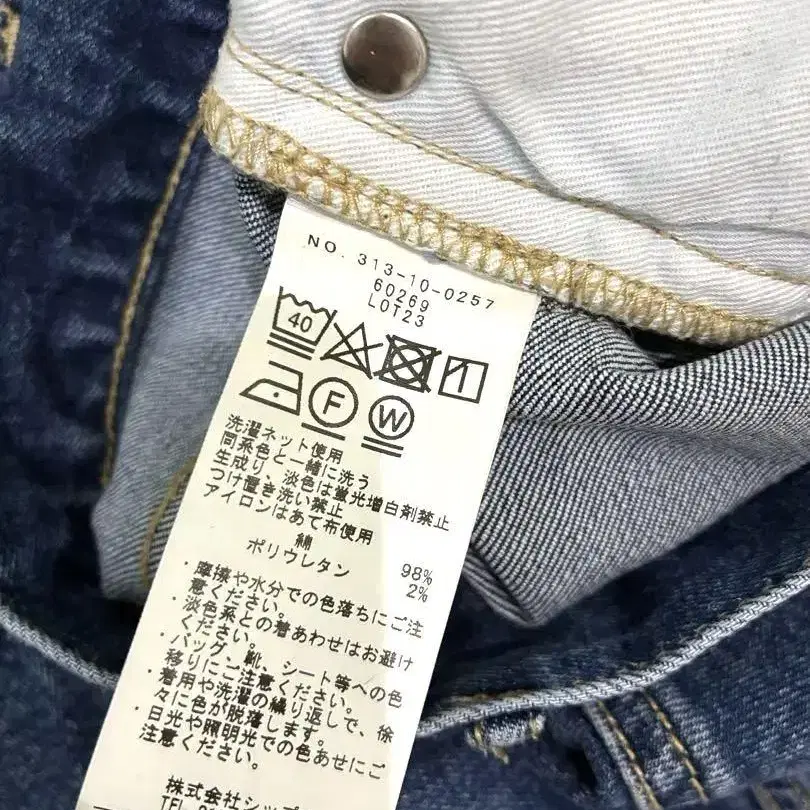 NO. 313-10-0257
60269
LOT23
40
F W
洗濯ネット使用
同系色と一緒に洗う
生成り、淡色は蛍光増白剤禁止
つけ置き洗い禁止
アイロンはあて布使用
綿 98%
ポリウレタン 2%
・摩擦や水分での色落ちにご注
意ください。
・淡色系との着あわせはお避け
ください。
・バッグ、靴、シート等への色
移りにご注意ください。
・着用や洗濯の繰り返しで、徐
々に色が脱落します。
・日光や照明光での色あせにご
注意ください。
株式会社シップ
TEL